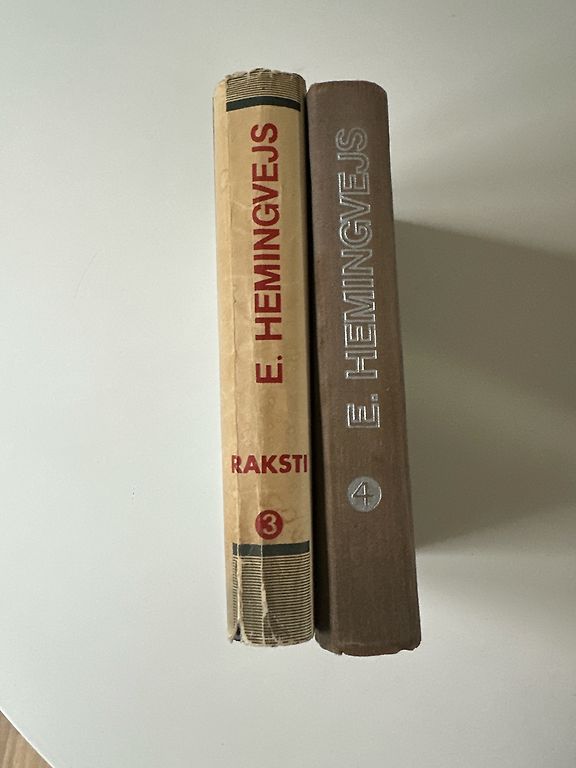 E. HEMINGVEJS
RAKSTI
3
E. HEMINGVEJS
4